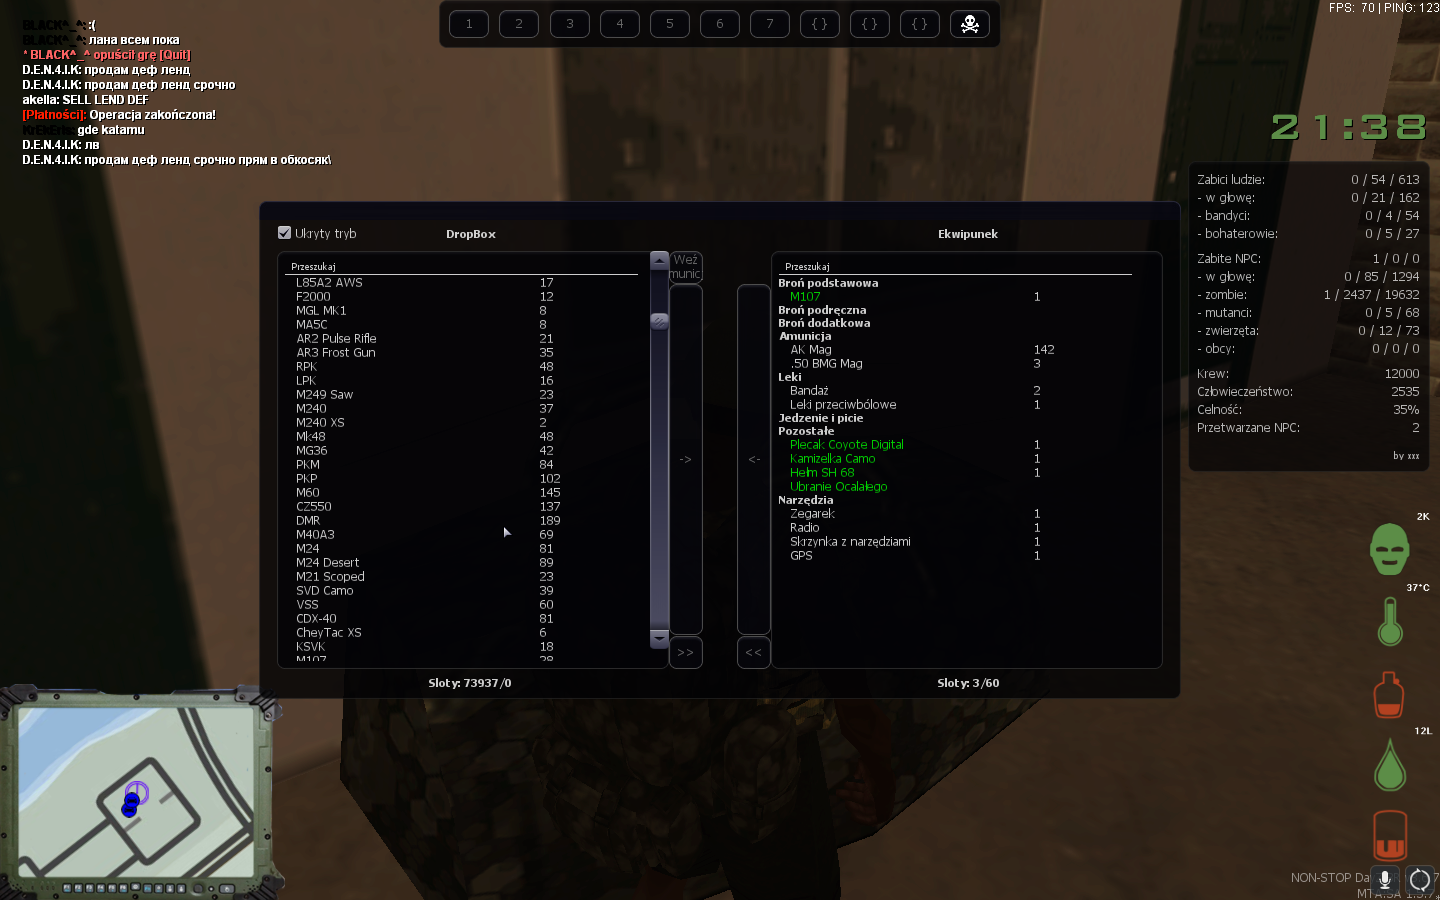 1 2 3 4 5 6 7 {} {} {}
FPS: 70 | PING: 123
BLACK^_^: :(
BLACK^_^: лана всем пока
* BLACK^_^ opuścił grę [Quit]
D.E.N.4.I.K: продам деф ленд
D.E.N.4.I.K: продам деф ленд срочно
akella: SELL LEND DEF
[Płatności]: Operacja zakończona!
gde katamu
D.E.N.4.I.K: лв
D.E.N.4.I.K: продам деф ленд срочно прям в обкосяк\
21:38
Zabici ludzie: 0 / 54 / 613
- w głowę: 0 / 21 / 162
- bandyci: 0 / 4 / 54
- bohaterowie: 0 / 5 / 27
Zabite NPC: 1 / 0 / 0
- w głowę: 0 / 85 / 1294
- zombie: 1 / 2437 / 19632
- mutanci: 0 / 5 / 68
- zwierzęta: 0 / 12 / 73
- obcy: 0 / 0 / 0
Krew: 12000
Człowieczeństwo: 2535
Celność: 35%
Przetwarzane NPC: 2
by xxx
Ukryty tryb
DropBox
Przeszukaj
L85A2 AWS 17
F2000 12
MGL MK1 8
MA5C 8
AR2 Pulse Rifle 21
AR3 Frost Gun 35
RPK 48
LPK 16
M249 Saw 23
M240 37
M240 XS 2
Mk48 48
MG36 42
PKM 84
PKP 102
M60 145
CZ550 137
DMR 189
M40A3 69
M24 81
M24 Desert 89
M21 Scoped 23
SVD Camo 39
VSS 60
CDX-40 81
CheyTac XS 6
KSVK 18
M107 28
Sloty: 73937/0
Weź
munic
->
>>
<-
<<
Ekwipunek
Przeszukaj
Broń podstawowa
M107 1
Broń podręczna
Broń dodatkowa
Amunicja
AK Mag 142
.50 BMG Mag 3
Leki
Bandaż 2
Leki przeciwbólowe 1
Jedzenie i picie
Pozostałe
Plecak Coyote Digital 1
Kamizelka Camo 1
Hełm SH 68 1
Ubranie Ocalałego
Narzędzia
Zegarek 1
Radio 1
Skrzynka z narzędziami 1
GPS 1
Sloty: 3/60
2K
37°C
12L
NON-STOP